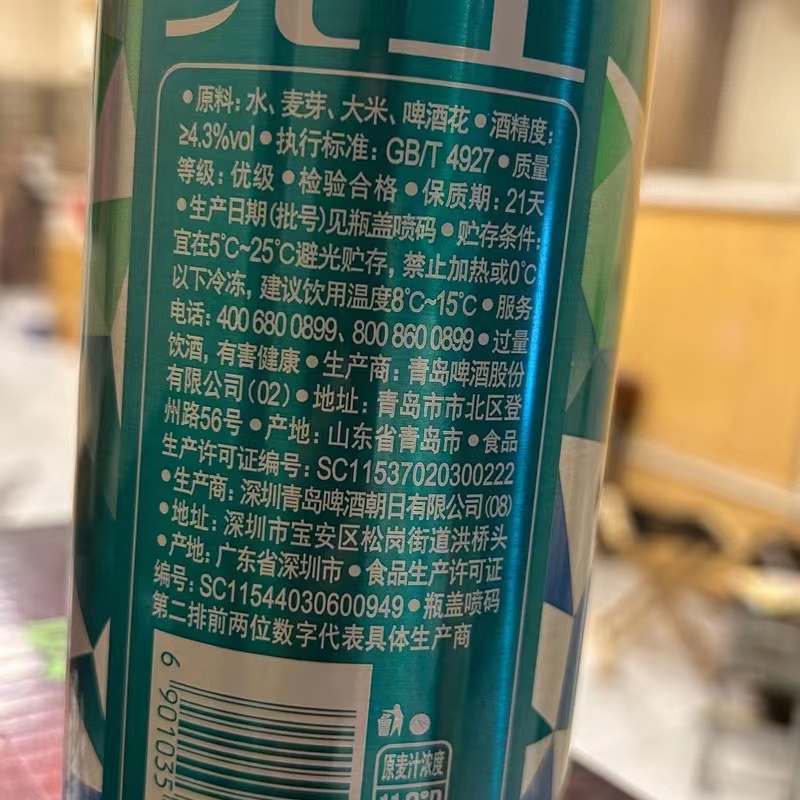 •原料：水、麦芽、大米、啤酒花•酒精度：
≥4.3%vol•执行标准：GB/T 4927•质量
等级：优级•检验合格•保质期：21天
•生产日期(批号)见瓶盖喷码•贮存条件：
宜在5℃~25℃避光贮存，禁止加热或0℃
以下冷冻，建议饮用温度8℃~15℃•服务
电话：400 680 0899、800 860 0899•过量
饮酒，有害健康•生产商：青岛啤酒股份
有限公司(02)•地址：青岛市市北区登
州路56号•产地：山东省青岛市•食品
生产许可证编号：SC11537020300222
•生产商：深圳青岛啤酒朝日有限公司(08)
•地址：深圳市宝安区松岗街道洪桥头
•产地：广东省深圳市•食品生产许可证
编号：SC11544030600949•瓶盖喷码
第二排前两位数字代表具体生产商
6 901035
原麦汁浓度